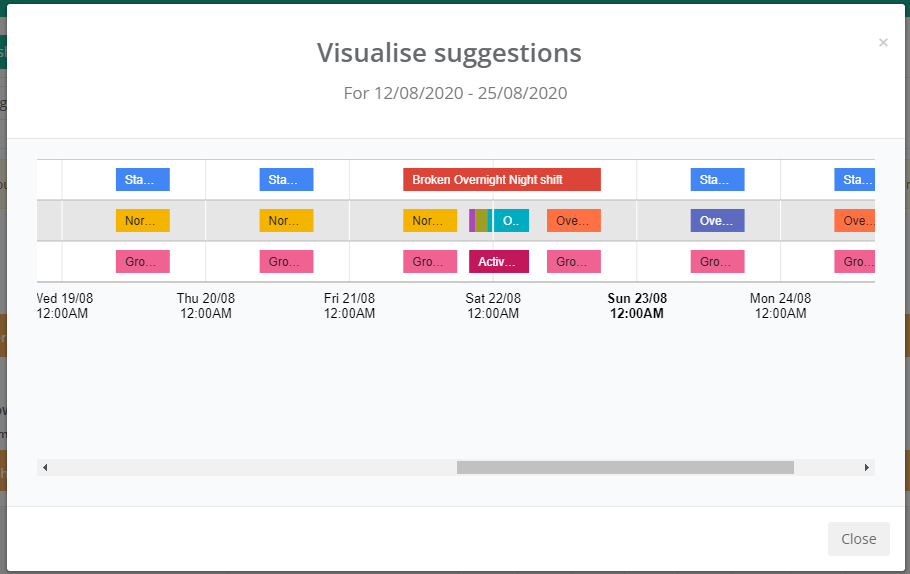 Visualise suggestions
×
For 12/08/2020 - 25/08/2020
Sta... Sta... Broken Overnight Night shift Sta... Sta...
Nor... Nor... Nor... O.. Ove... Ove... Ove...
Gro... Gro... Gro... Activ... Gro... Gro... Gro...
Wed 19/08 Thu 20/08 Fri 21/08 Sat 22/08 Sun 23/08 Mon 24/08
12:00AM 12:00AM 12:00AM 12:00AM 12:00AM 12:00AM
Close